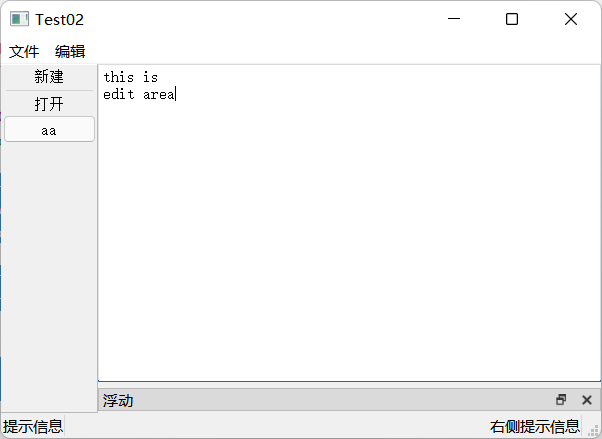 Test02
文件 编辑
新建
打开
aa
this is
edit area
浮动
提示信息 右侧提示信息